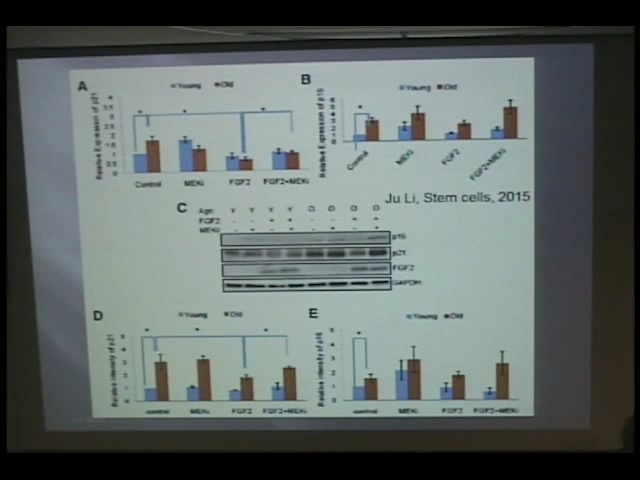 A
Young Old
Relative Expression of p21
Control MEKi FGF2 FGF2+MEKi
B
Young Old
Relative Expression of p16
Control MEKi FGF2 FGF2+MEKi
Ju Li, Stem cells, 2015
C
Age: Y Y Y Y O O O O
FGF2: + + + +
MEKi
p16
p21
FGF2
GAPDH
D
Young Old
Relative intensity of p21
control MEKi FGF2 FGF2+MEKi
E
Young Old
Relative intensity of p16
control MEKi FGF2 FGF2+MEKi